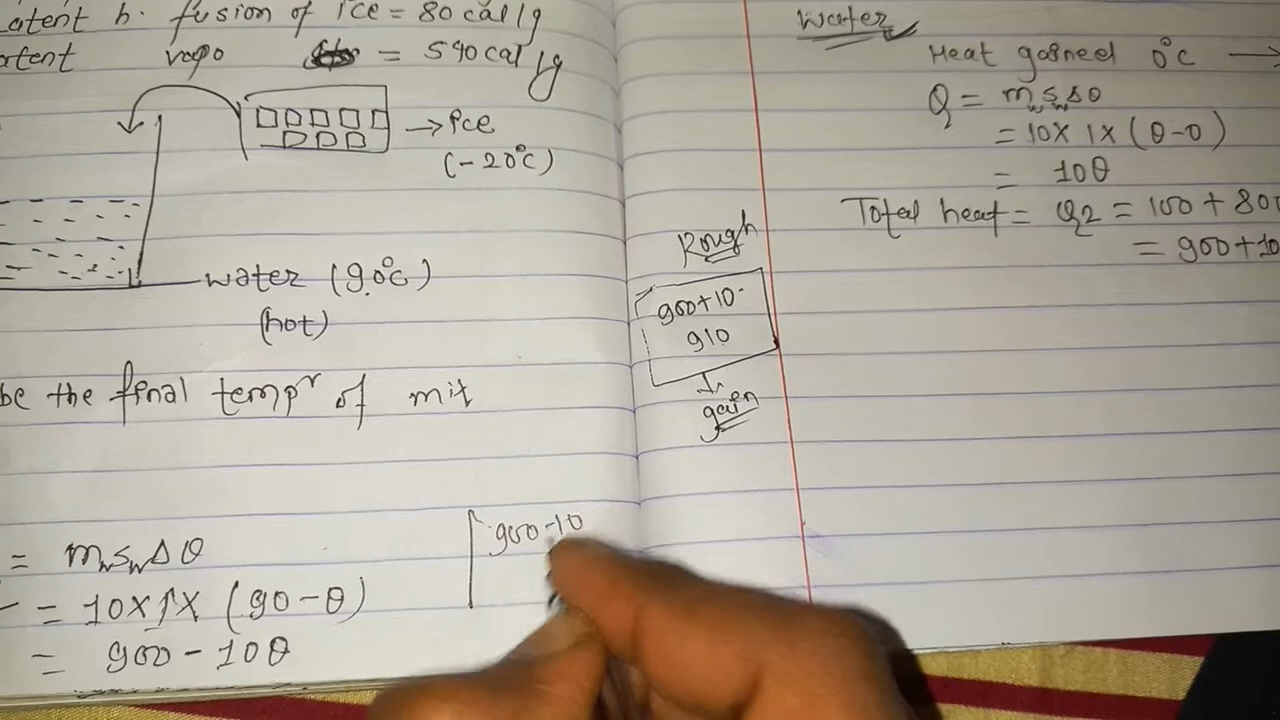 atent h. fusion of ice = 80 cal/g
atent vapo = 540 cal/g
→ ice
(-20°c)
water (90°c)
(hot)
be the final tempr of mix
= mwswΔθ
= 10×1×(90-θ)
= 900-10θ
900-10
Rough
900+10
910
gain
Water
Heat gained 0°c →
Q = mwswΔθ
= 10×1×(θ-0)
= 10θ
Total heat = Q2 = 100+800
= 900+10